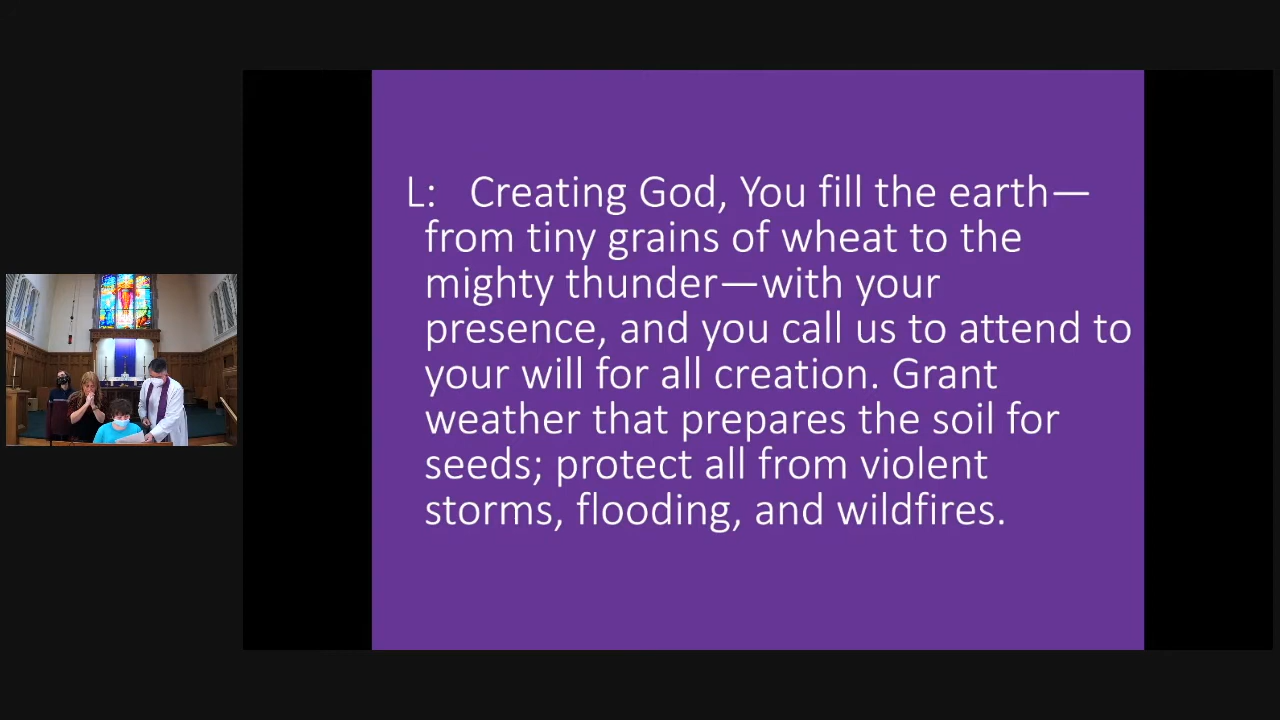 L: Creating God, You fill the earth—
from tiny grains of wheat to the
mighty thunder—with your
presence, and you call us to attend to
your will for all creation. Grant
weather that prepares the soil for
seeds; protect all from violent
storms, flooding, and wildfires.